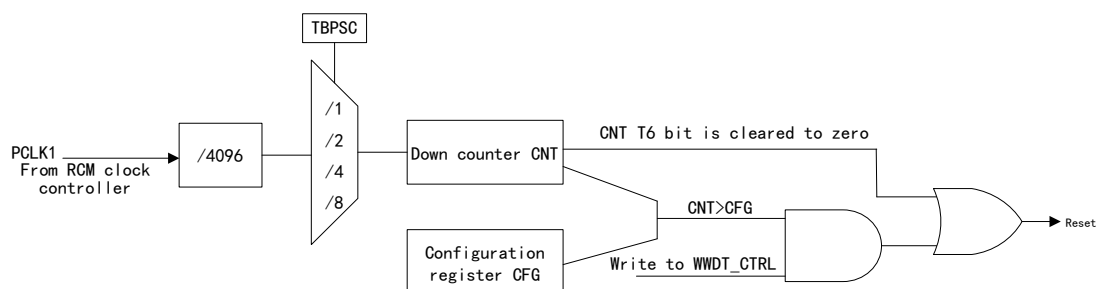 TBPSC
/1
/2
/4
/8
PCLK1
From RCM clock
controller
/4096
Down counter CNT
CNT T6 bit is cleared to zero
CNT>CFG
Configuration
register CFG
Write to WWDT_CTRL
Reset